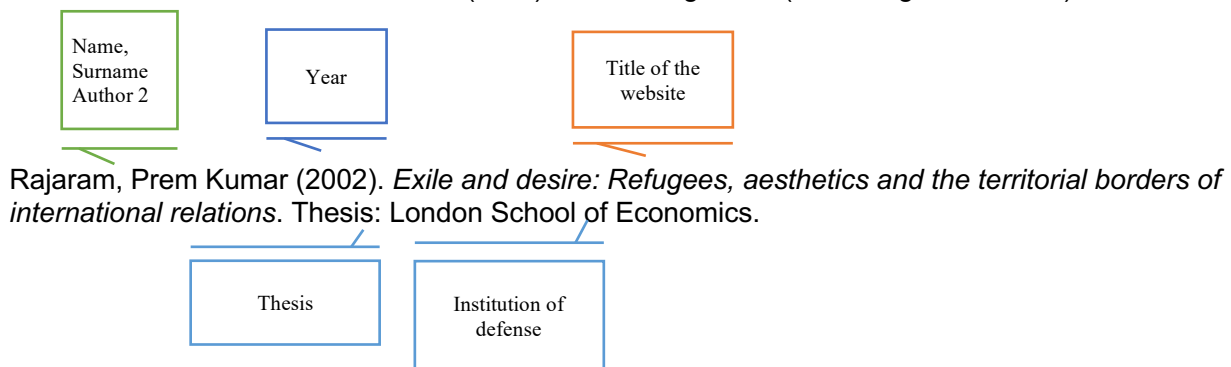 Name,
Surname
Author 2
Year
Title of the
website
Rajaram, Prem Kumar (2002). Exile and desire: Refugees, aesthetics and the territorial borders of
international relations. Thesis: London School of Economics.
Thesis
Institution of
defense